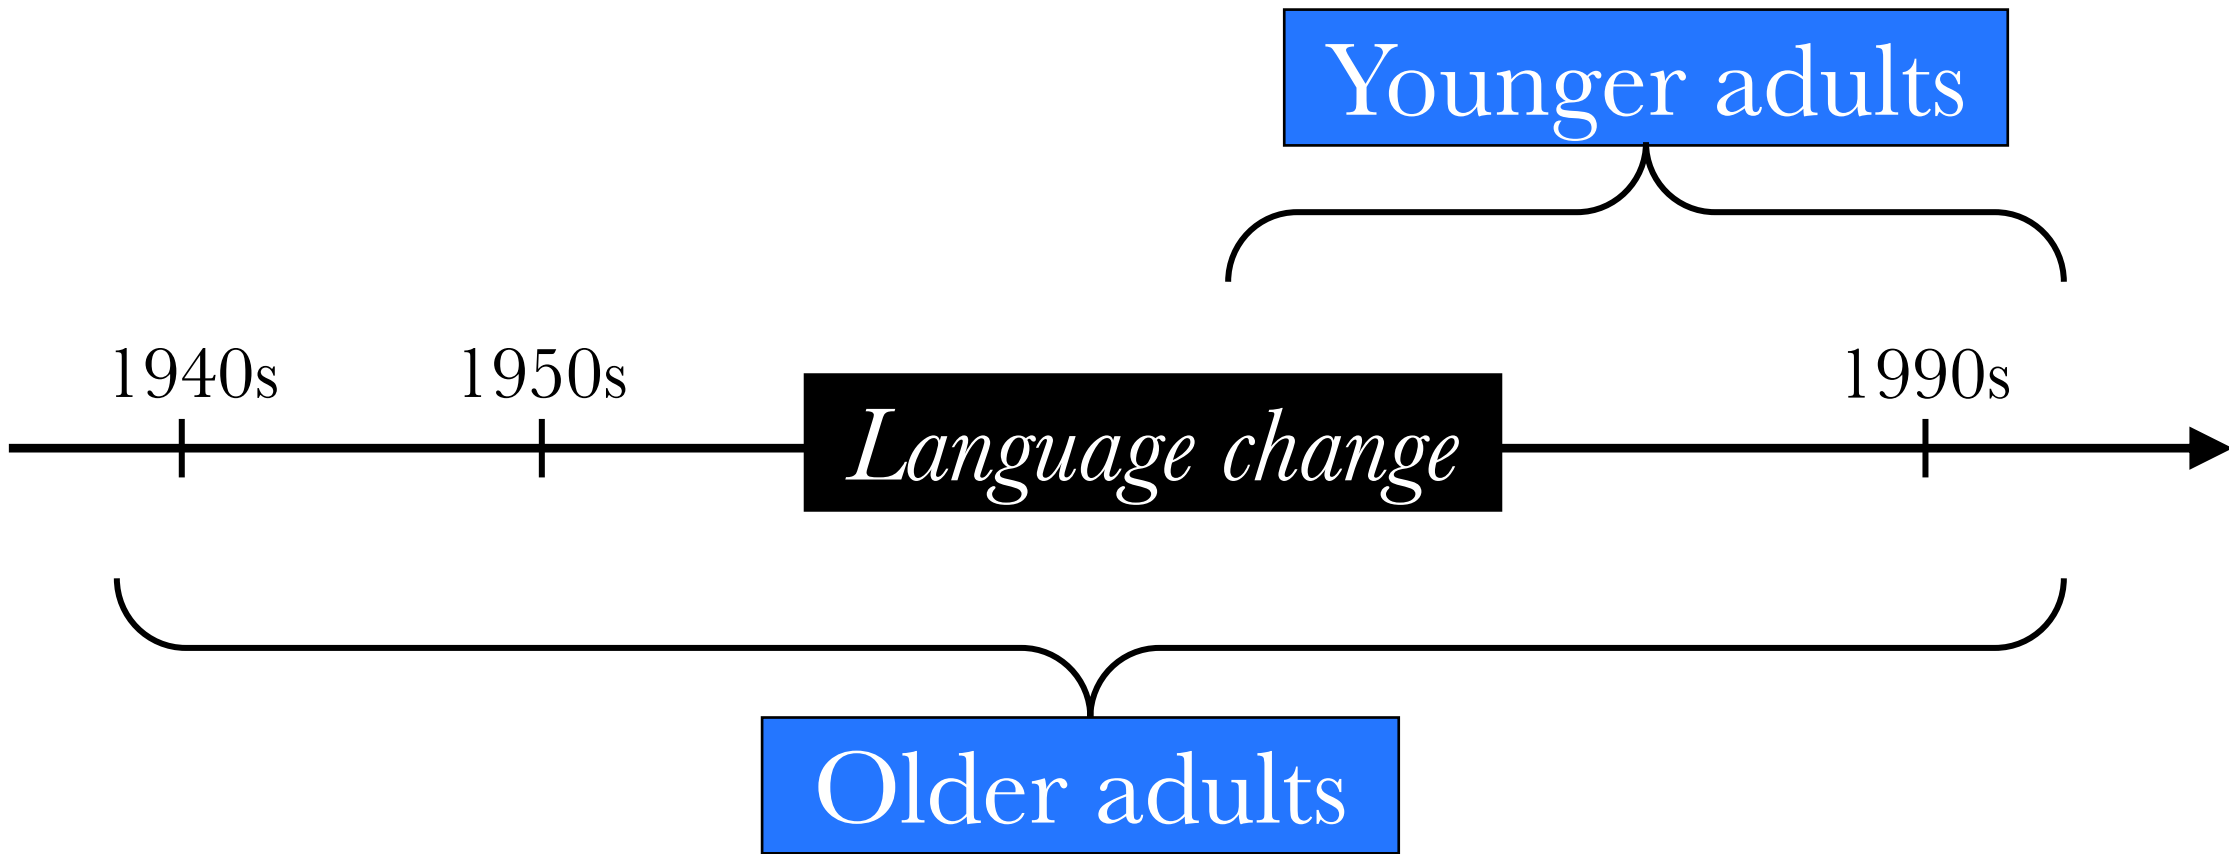 Younger adults
1940s
1950s
1990s
Language change
Older adults